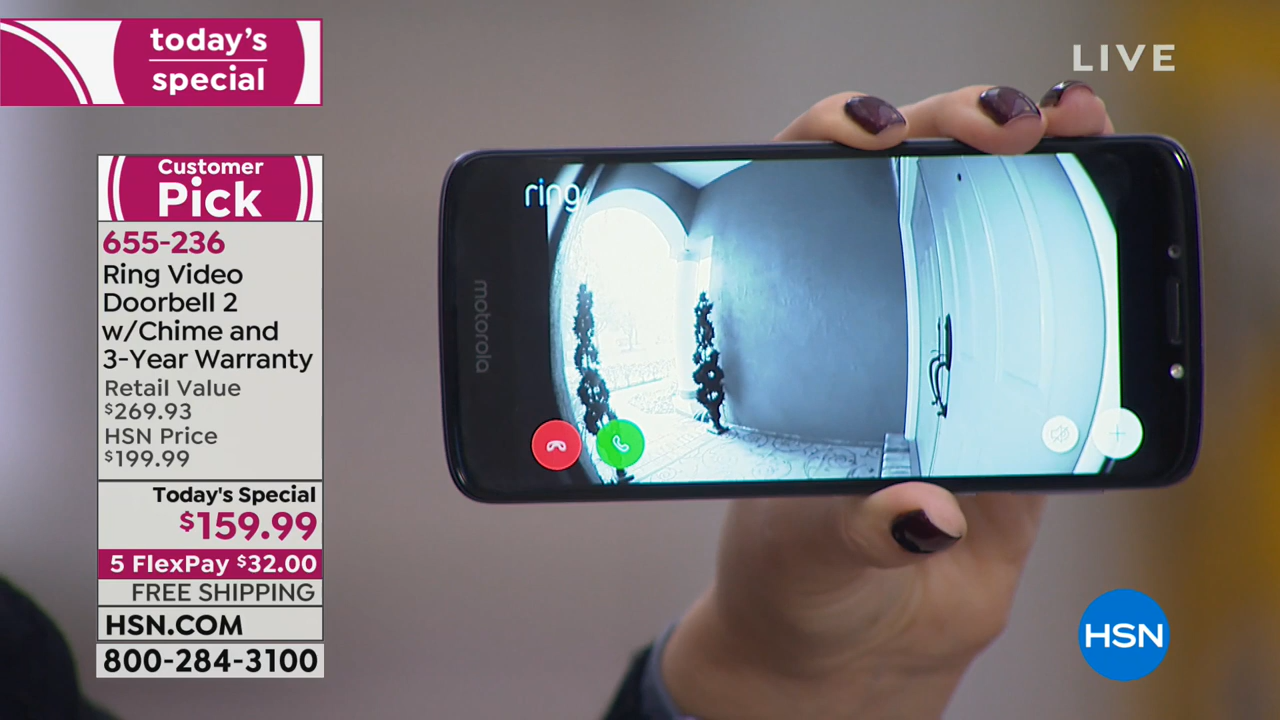 today's
special
LIVE
Customer
Pick
655-236
Ring Video
Doorbell 2
w/Chime and
3-Year Warranty
Retail Value
$269.93
HSN Price
$199.99
Today's Special
$159.99
5 FlexPay $32.00
FREE SHIPPING
HSN.COM
800-284-3100
ring
motorola
HSN